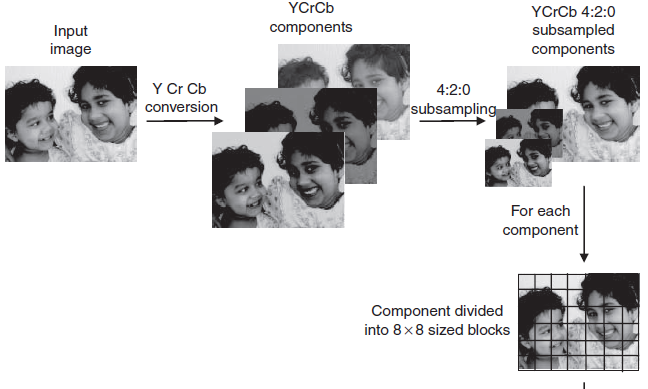 Input
image
Y Cr Cb
conversion
YCrCb
components
4:2:0
subsampling
YCrCb 4:2:0
subsampled
components
For each
component
Component divided
into 8×8 sized blocks